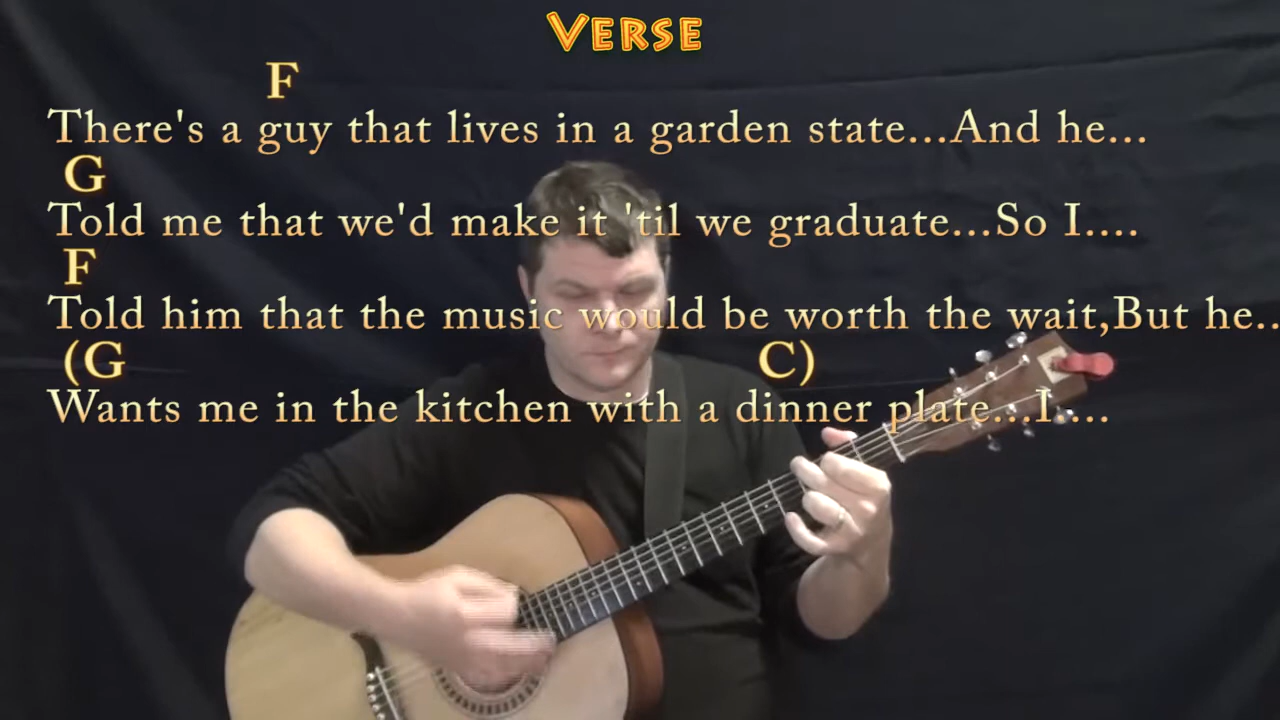 VERSE
F
There's a guy that lives in a garden state...And he...
G
Told me that we'd make it 'til we graduate...So I....
F
Told him that the music would be worth the wait,But he..
(G C)
Wants me in the kitchen with a dinner plate...I....